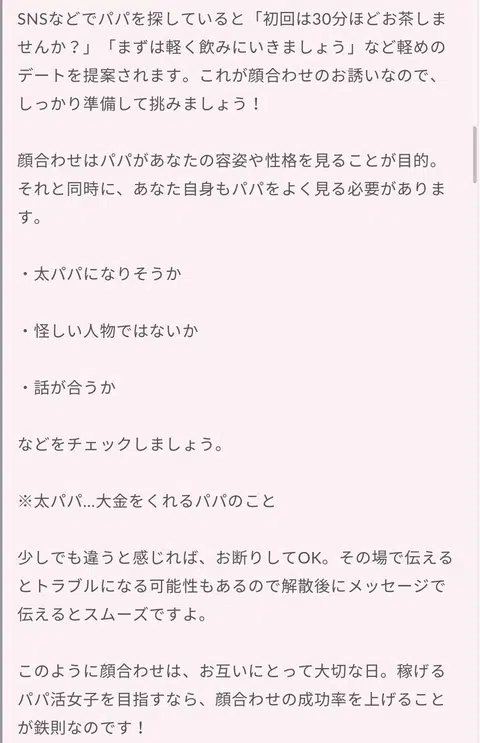 SNSなどでパパを探していると「初回は30分ほどお茶しま
せんか？」「まずは軽く飲みにいきましょう」など軽めの
デートを提案されます。これが顔合わせのお誘いなので、
しっかり準備して挑みましょう！
顔合わせはパパがあなたの容姿や性格を見ることが目的。
それと同時に、あなた自身もパパをよく見る必要がありま
す。
・太パパになりそうか
・怪しい人物ではないか
・話が合うか
などをチェックしましょう。
※太パパ...大金をくれるパパのこと
少しでも違うと感じれば、お断りしてOK。その場で伝える
とトラブルになる可能性もあるので解散後にメッセージで
伝えるとスムーズですよ。
このように顔合わせは、お互いにとって大切な日。稼げる
パパ活女子を目指すなら、顔合わせの成功率を上げること
が鉄則なのです！